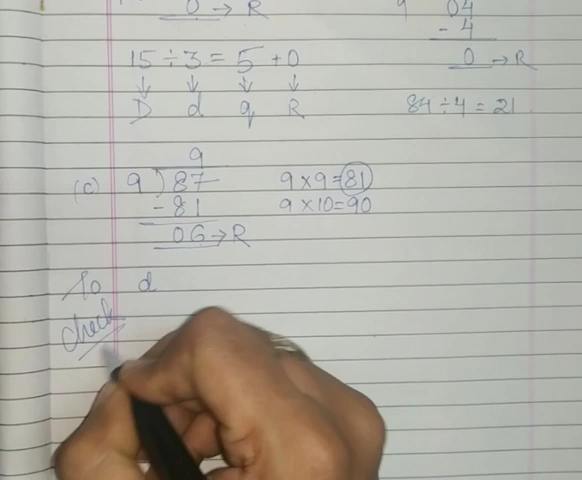 0 → R
04
- 4
0 → R
15 ÷ 3 = 5 + 0
↓ ↓ ↓ ↓
D d q R
84 ÷ 4 = 21
9
(c) 9 ) 87
- 81
06 → R
9 × 9 = 81
9 × 10 = 90
To d
check